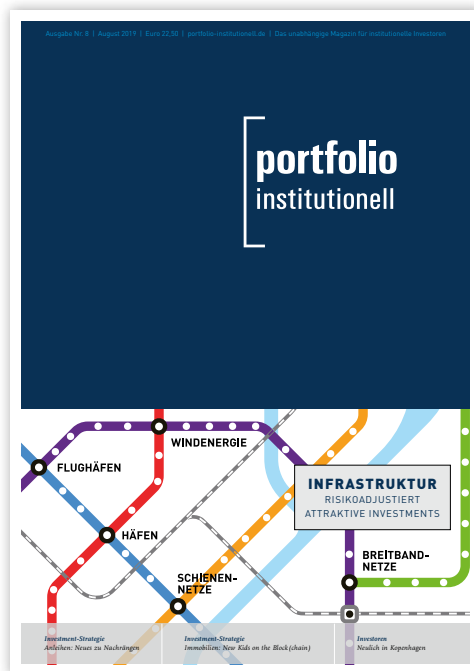 Ausgabe Nr. 8 | August 2019 | Euro 22,50 | portfolio-institutionell.de | Das unabhängige Magazin für institutionelle Investoren
portfolio
institutionell
WINDENERGIE
FLUGHÄFEN
INFRASTRUKTUR
RISIKOADJUSTIERT
ATTRAKTIVE INVESTMENTS
HÄFEN
BREITBAND-
NETZE
SCHIENEN-
NETZE
Investment-Strategie
Anleihen: Neues zu Nachrängen
Investment-Strategie
Immobilien: New Kids on the Block(chain)
Investoren
Neulich in Kopenhagen